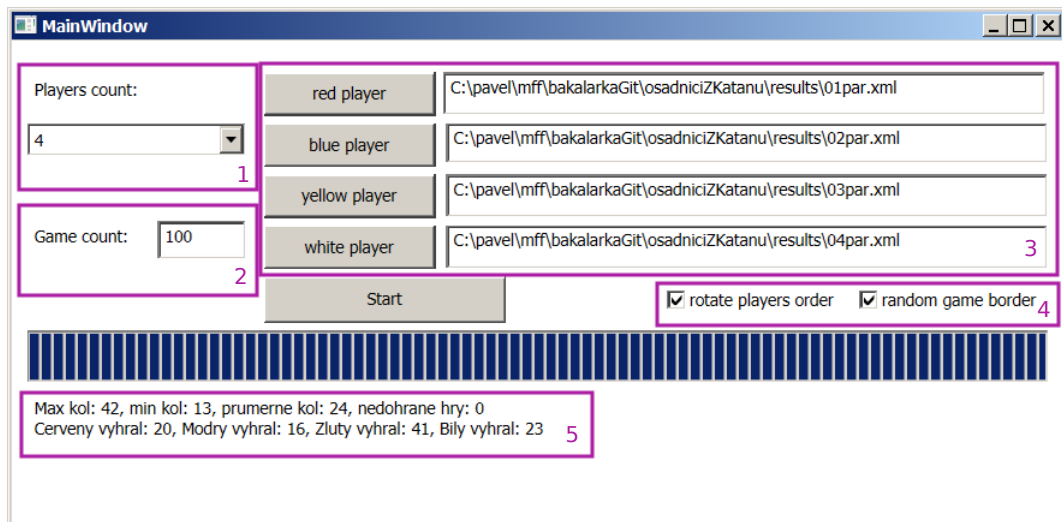 MainWindow
Players count:
4
1
Game count: 100
2
red player C:\pavel\mff\bakalarkaGit\osadniciZKatanu\results\01par.xml
blue player C:\pavel\mff\bakalarkaGit\osadniciZKatanu\results\02par.xml
yellow player C:\pavel\mff\bakalarkaGit\osadniciZKatanu\results\03par.xml
white player C:\pavel\mff\bakalarkaGit\osadniciZKatanu\results\04par.xml
3
Start
rotate players order random game border
4
Max kol: 42, min kol: 13, prumerne kol: 24, nedohrane hry: 0
Cerveny vyhral: 20, Modry vyhral: 16, Zluty vyhral: 41, Bily vyhral: 23
5